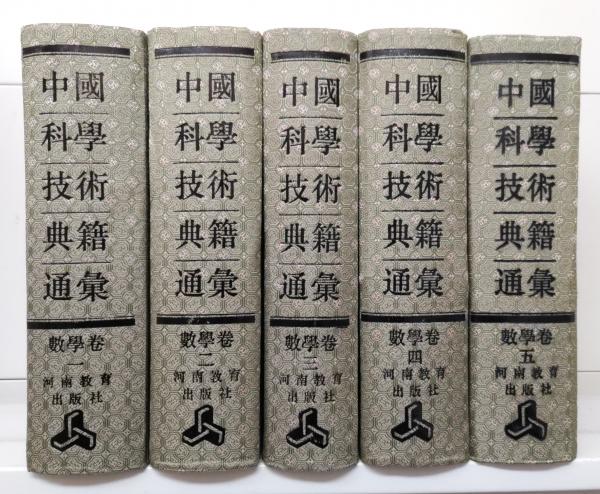 中國
科學
技術
典籍
通彙
數學卷
一
河南教育
出版社
中國
科學
技術
典籍
通彙
數學卷
二
河南教育
出版社
中國
科學
技術
典籍
通彙
數學卷
三
河南教育
出版社
中國
科學
技術
典籍
通彙
數學卷
四
河南教育
出版社
中國
科學
技術
典籍
通彙
數學卷
五
河南教育
出版社